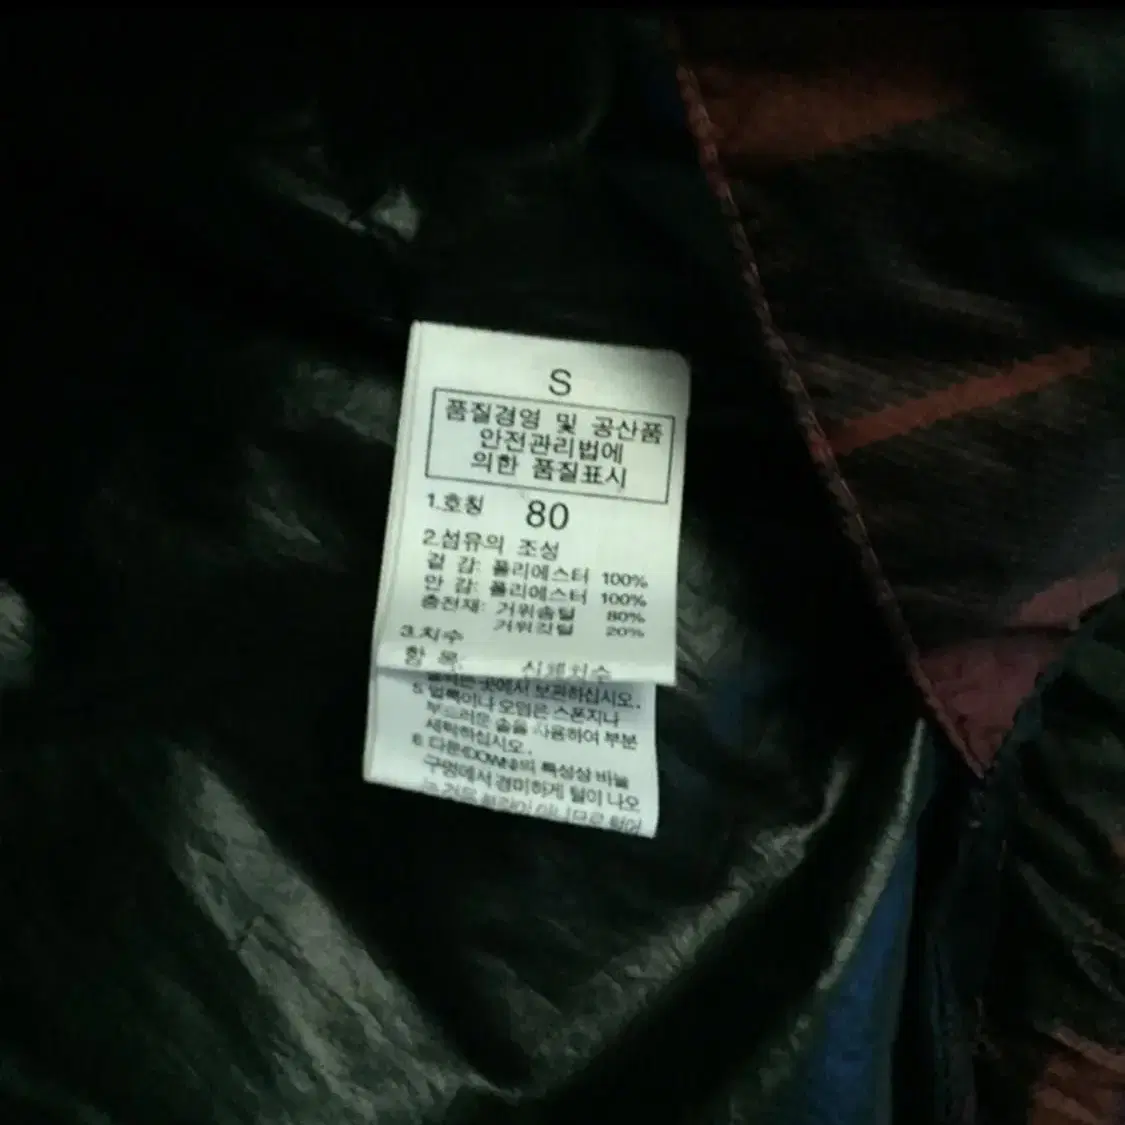 S
품질경영 및 공산품
안전관리법에
의한 품질표시
1.호칭 80
2.섬유의 조성
겉 감: 폴리에스터 100%
안 감: 폴리에스터 100%
충전재: 거위솜털 80%
거위깃털 20%
3.치수
항 목: 신체치수
곳에서 보관하십시오.
5. 얼룩이나 오염은 스폰지나
부드러운 솔을 사용하여 부분
세탁하십시오.
6. 다운(DOWN)의 특성상 바늘
구멍에서 경미하게 털이 나오